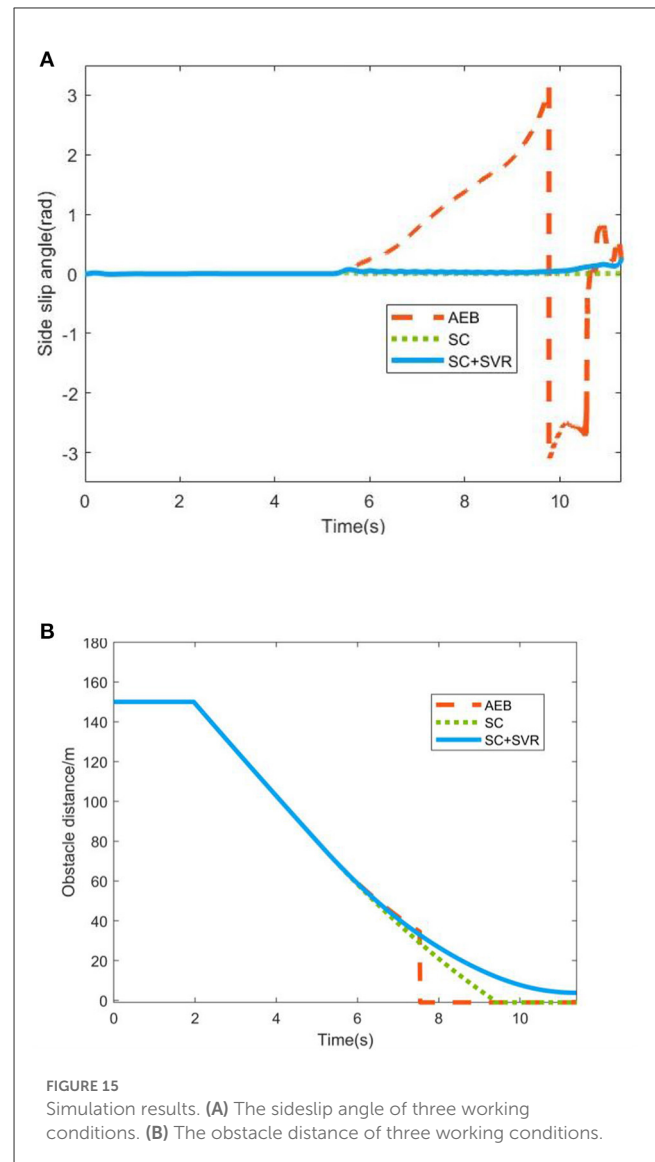 A
3
2
1
0
-1
-2
-3
Side slip angle(rad)
AEB
SC
SC+SVR
0 2 4 6 8 10
Time(s)
B
180
160
140
120
100
80
60
40
20
0
Obstacle distance/m
AEB
SC
SC+SVR
0 2 4 6 8 10
Time(s)
FIGURE 15
Simulation results. (A) The sideslip angle of three working
conditions. (B) The obstacle distance of three working conditions.